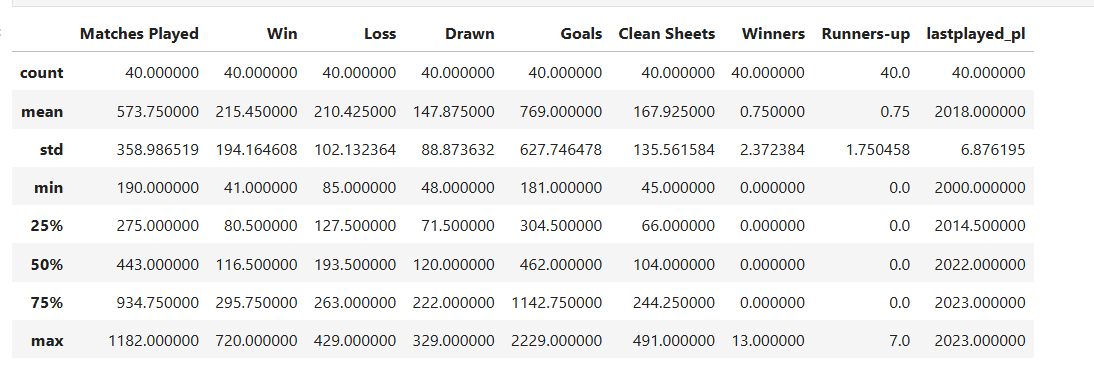 Matches Played Win Loss Drawn Goals Clean Sheets Winners Runners-up lastplayed_pl
count 40.000000 40.000000 40.000000 40.000000 40.000000 40.000000 40.000000 40.0 40.000000
mean 573.750000 215.450000 210.425000 147.875000 769.000000 167.925000 0.750000 0.75 2018.000000
std 358.986519 194.164608 102.132364 88.873632 627.746478 135.561584 2.372384 1.750458 6.876195
min 190.000000 41.000000 85.000000 48.000000 181.000000 45.000000 0.000000 0.0 2000.000000
25% 275.000000 80.500000 127.500000 71.500000 304.500000 66.000000 0.000000 0.0 2014.500000
50% 443.000000 116.500000 193.500000 120.000000 462.000000 104.000000 0.000000 0.0 2022.000000
75% 934.750000 295.750000 263.000000 222.000000 1142.750000 244.250000 0.000000 0.0 2023.000000
max 1182.000000 720.000000 429.000000 329.000000 2229.000000 491.000000 13.000000 7.0 2023.000000